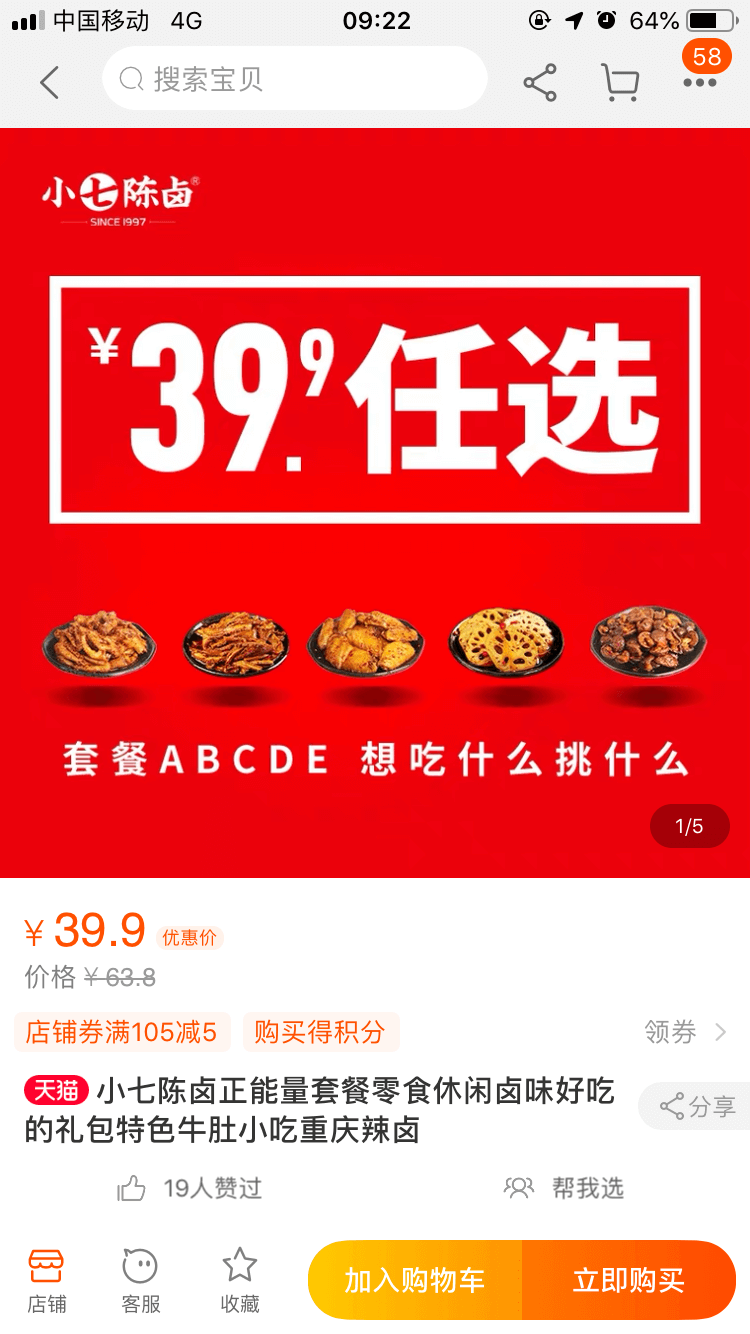 中国移动 4G 09:22 64%
58
搜索宝贝
小七陈卤®
SINCE 1997
¥39.9任选
套餐ABCDE 想吃什么挑什么
1/5
¥39.9 优惠价
价格 ¥63.8
店铺券满105减5 购买得积分 领券
天猫 小七陈卤正能量套餐零食休闲卤味好吃
的礼包特色牛肚小吃重庆辣卤
分享
19人赞过 帮我选
店铺 客服 收藏 加入购物车 立即购买